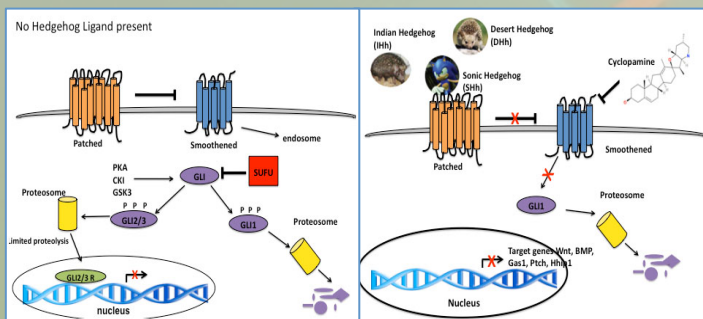 No Hedgehog Ligand present
Patched
Smoothened
endosome
PKA
CKI
GSK3
GLI
SUFU
P P P
GLI2/3
P P P
GLI1
Proteosome
Limited proteolysis
Proteosome
GLI2/3 R
nucleus
Indian Hedgehog
(IHh)
Desert Hedgehog
(DHh)
Sonic Hedgehog
(SHh)
Cyclopamine
Patched
Smoothened
GLI1
Proteosome
Target genes Wnt, BMP,
Gas1, Ptch, Hhip1
Nucleus